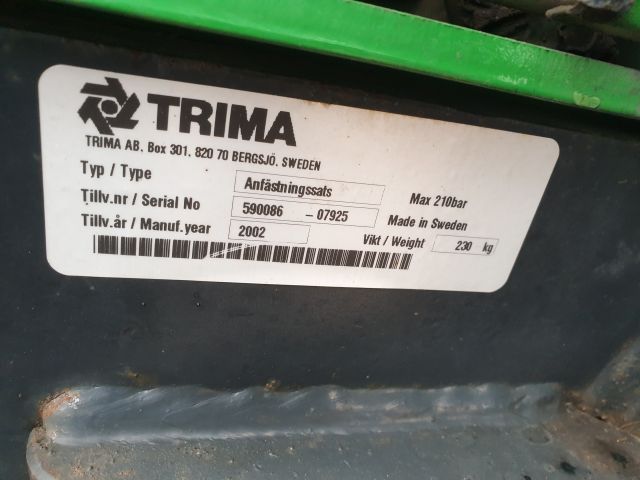 TRIMA
TRIMA AB, Box 301, 820 70 BERGSJÖ, SWEDEN
Typ / Type Anfästningssats Max 210bar
Tillv.nr / Serial No 590086 - 07925 Made in Sweden
Tillv.år / Manuf.year 2002 Vikt / Weight 230 kg